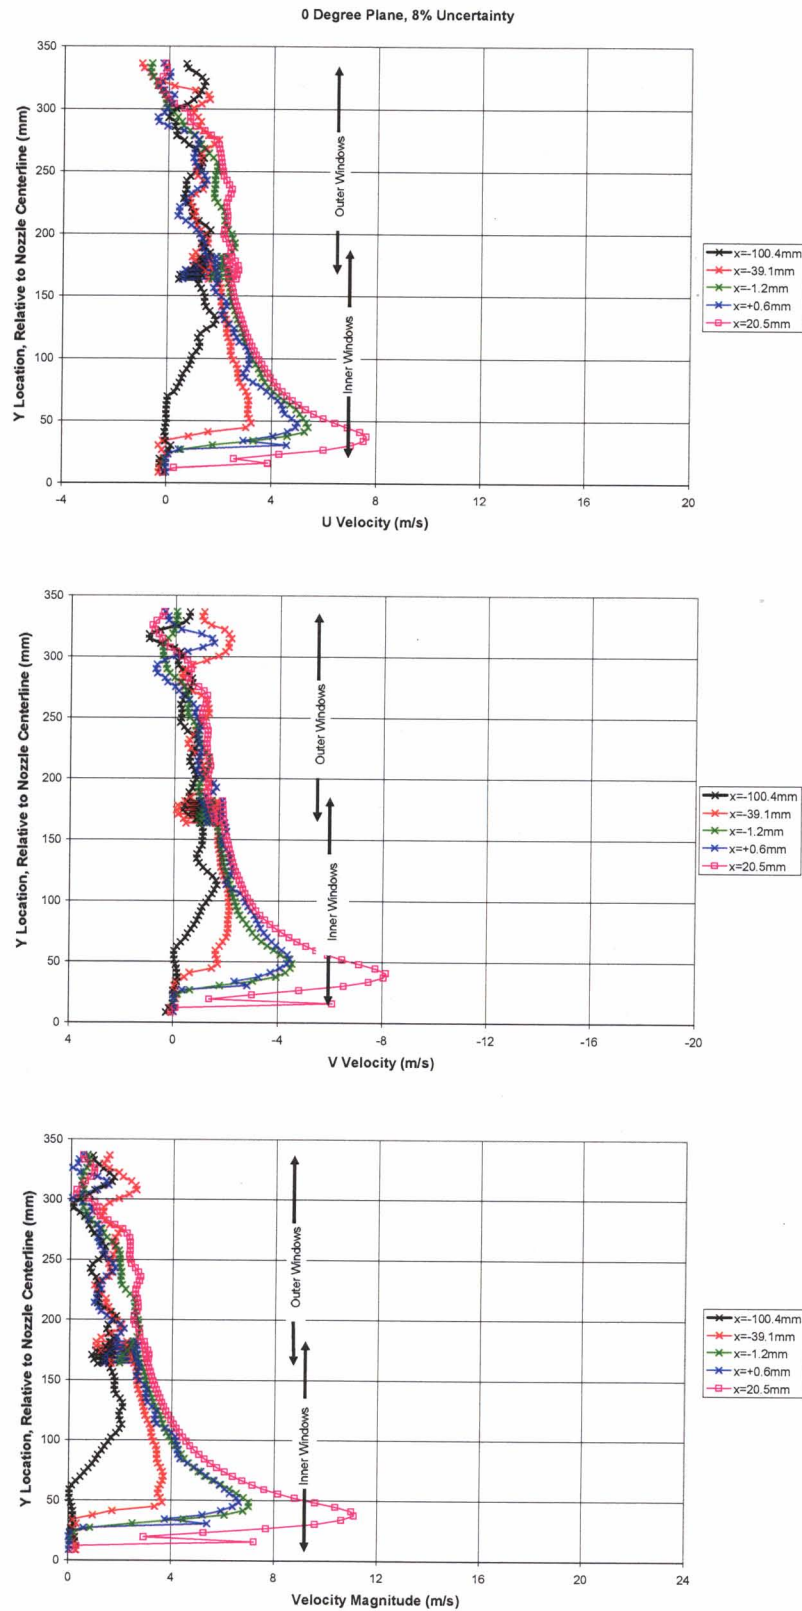 0 Degree Plane, 8% Uncertainty
350
300
250
200
150
100
50
0
Y Location, Relative to Nozzle Centerline (mm)
Outer Windows
Inner Windows
-4 0 4 8 12 16 20
U Velocity (m/s)
x=-100.4mm
x=-39.1mm
x=-1.2mm
x=+0.6mm
x=20.5mm
350
300
250
200
150
100
50
0
Y Location, Relative to Nozzle Centerline (mm)
Outer Windows
Inner Windows
4 0 -4 -8 -12 -16 -20
V Velocity (m/s)
x=-100.4mm
x=-39.1mm
x=-1.2mm
x=+0.6mm
x=20.5mm
350
300
250
200
150
100
50
0
Y Location, Relative to Nozzle Centerline (mm)
Outer Windows
Inner Windows
0 4 8 12 16 20 24
Velocity Magnitude (m/s)
x=-100.4mm
x=-39.1mm
x=-1.2mm
x=+0.6mm
x=20.5mm